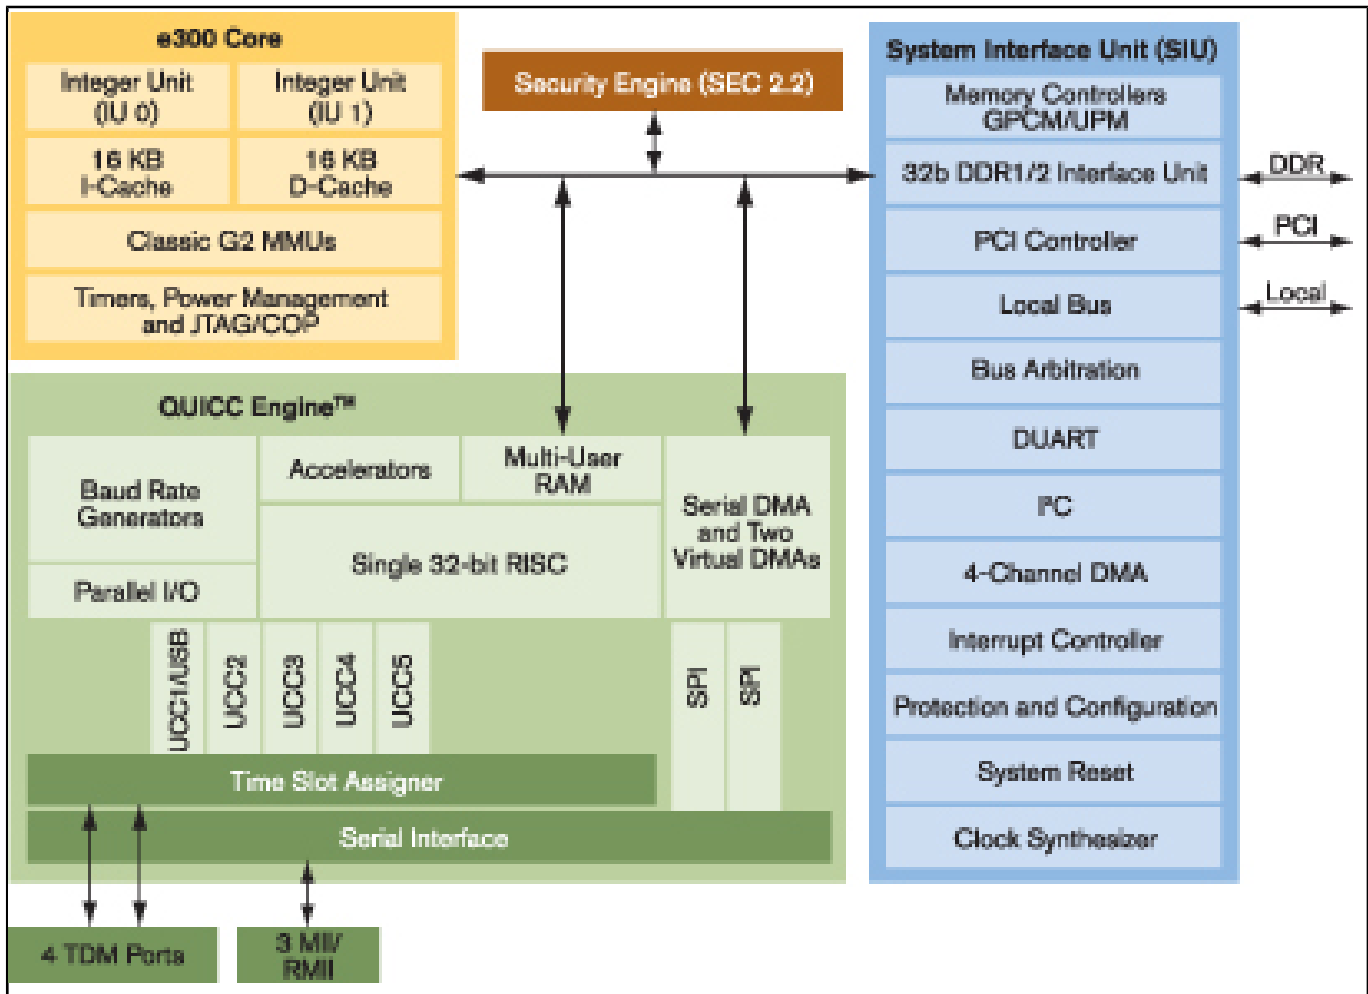 e300 Core
Integer Unit
(IU 0)
Integer Unit
(IU 1)
16 KB
I-Cache
16 KB
D-Cache
Classic G2 MMUs
Timers, Power Management
and JTAG/COP
Security Engine (SEC 2.2)
System Interface Unit (SIU)
Memory Controllers
GPCM/UPM
32b DDR1/2 Interface Unit
PCI Controller
Local Bus
Bus Arbitration
DUART
I²C
4-Channel DMA
Interrupt Controller
Protection and Configuration
System Reset
Clock Synthesizer
DDR
PCI
Local
QUICC Engine™
Baud Rate
Generators
Parallel I/O
Accelerators
Multi-User
RAM
Single 32-bit RISC
Serial DMA
and Two
Virtual DMAs
UCC1/USB
UCC2
UCC3
UCC4
UCC5
SPI
SPI
Time Slot Assigner
Serial Interface
4 TDM Ports
3 MII/
RMII